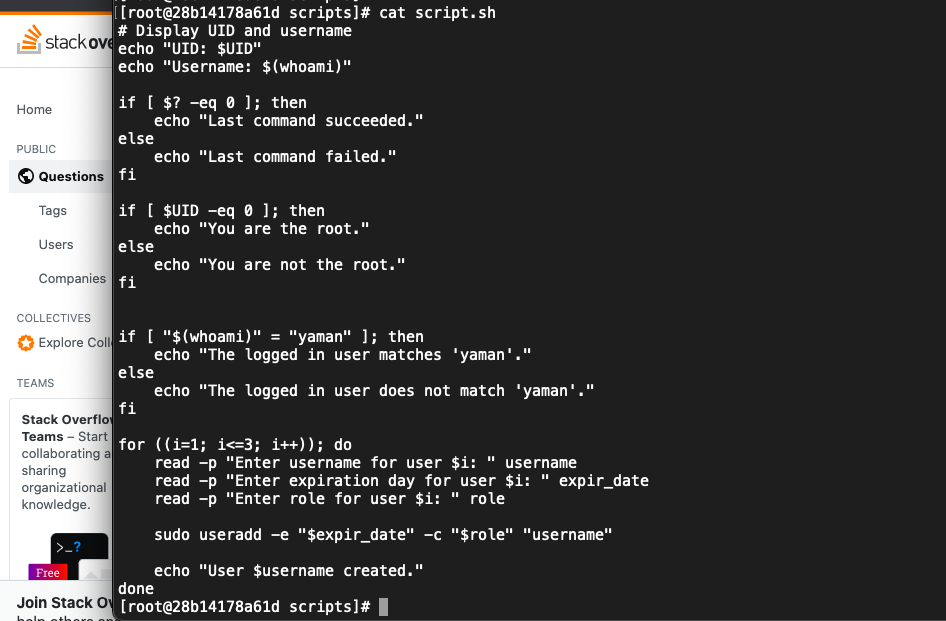 stack ove
Home
PUBLIC
Questions
Tags
Users
Companies
COLLECTIVES
Explore Coll
TEAMS
Stack Overflow
Teams – Start
collaborating a
sharing
organizational
knowledge.
>_?
Free
Join Stack Ov
[root@28b14178a61d scripts]# cat script.sh
# Display UID and username
echo "UID: $UID"
echo "Username: $(whoami)"
if [ $? -eq 0 ]; then
    echo "Last command succeeded."
else
    echo "Last command failed."
fi
if [ $UID -eq 0 ]; then
    echo "You are the root."
else
    echo "You are not the root."
fi
if [ "$(whoami)" = "yaman" ]; then
    echo "The logged in user matches 'yaman'."
else
    echo "The logged in user does not match 'yaman'."
fi
for ((i=1; i<=3; i++)); do
    read -p "Enter username for user $i: " username
    read -p "Enter expiration day for user $i: " expir_date
    read -p "Enter role for user $i: " role
    sudo useradd -e "$expir_date" -c "$role" "username"
    echo "User $username created."
done
[root@28b14178a61d scripts]#